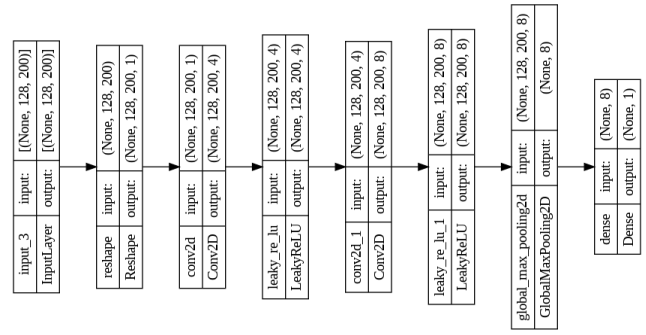 input_3
InputLayer
input:
output:
[(None, 128, 200)]
[(None, 128, 200)]
reshape
Reshape
input:
output:
(None, 128, 200)
(None, 128, 200, 1)
conv2d
Conv2D
input:
output:
(None, 128, 200, 1)
(None, 128, 200, 4)
leaky_re_lu
LeakyReLU
input:
output:
(None, 128, 200, 4)
(None, 128, 200, 4)
conv2d_1
Conv2D
input:
output:
(None, 128, 200, 4)
(None, 128, 200, 8)
leaky_re_lu_1
LeakyReLU
input:
output:
(None, 128, 200, 8)
(None, 128, 200, 8)
global_max_pooling2d
GlobalMaxPooling2D
input:
output:
(None, 128, 200, 8)
(None, 8)
dense
Dense
input:
output:
(None, 8)
(None, 1)